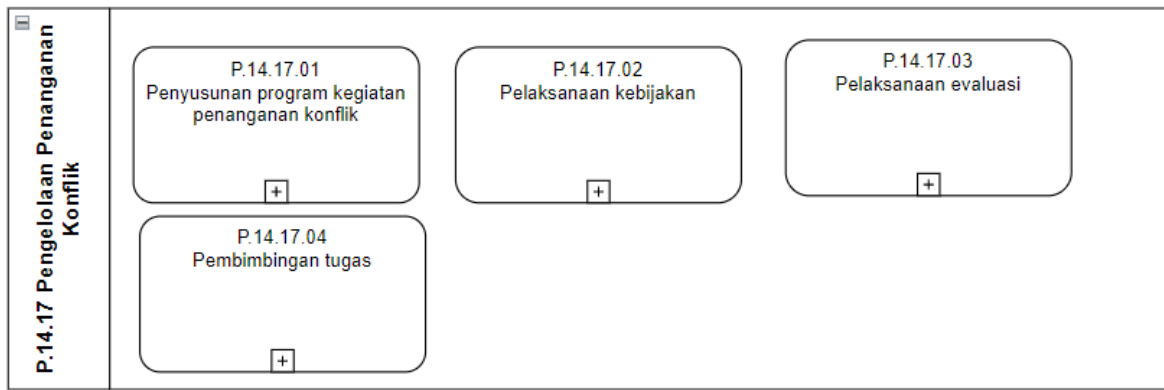 P.14.17 Pengelolaan Penanganan
Konflik
P.14.17.01
Penyusunan program kegiatan
penanganan konflik
P.14.17.02
Pelaksanaan kebijakan
P.14.17.03
Pelaksanaan evaluasi
P.14.17.04
Pembimbingan tugas